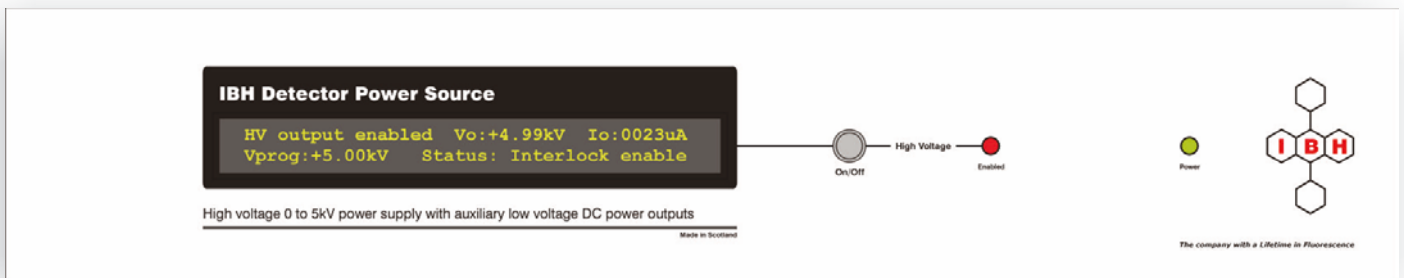 IBH Detector Power Source
HV output enabled Vo:+4.99kV Io:0023uA
Vprog:+5.00kV Status: Interlock enable
High voltage 0 to 5kV power supply with auxiliary low voltage DC power outputs
Made in Scotland
On/Off
High Voltage
Enabled
Power
IBH
The company with a Lifetime in Fluorescence